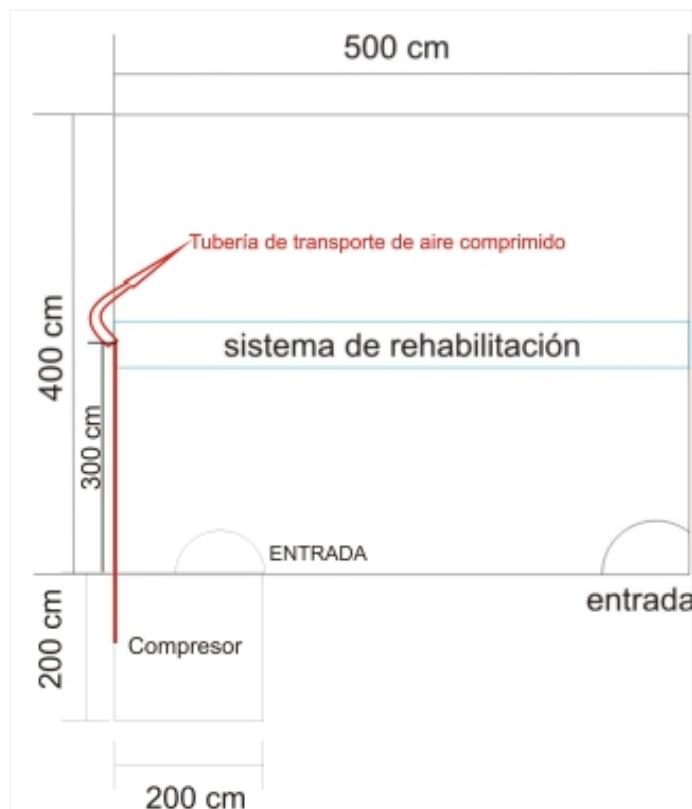 500 cm
Tubería de transporte de aire comprimido
400 cm
sistema de rehabilitación
300 cm
ENTRADA
entrada
200 cm
Compresor
200 cm